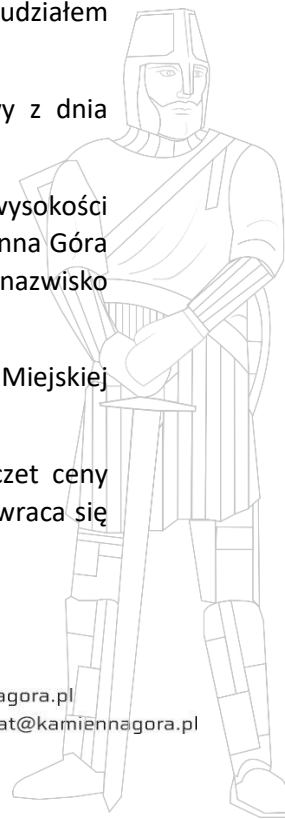 udziałem
y z dnia
wysokości
nna Góra
nazwisko
Miejskiej
czet ceny
wraca się
agora.pl
at@kamiennagora.pl